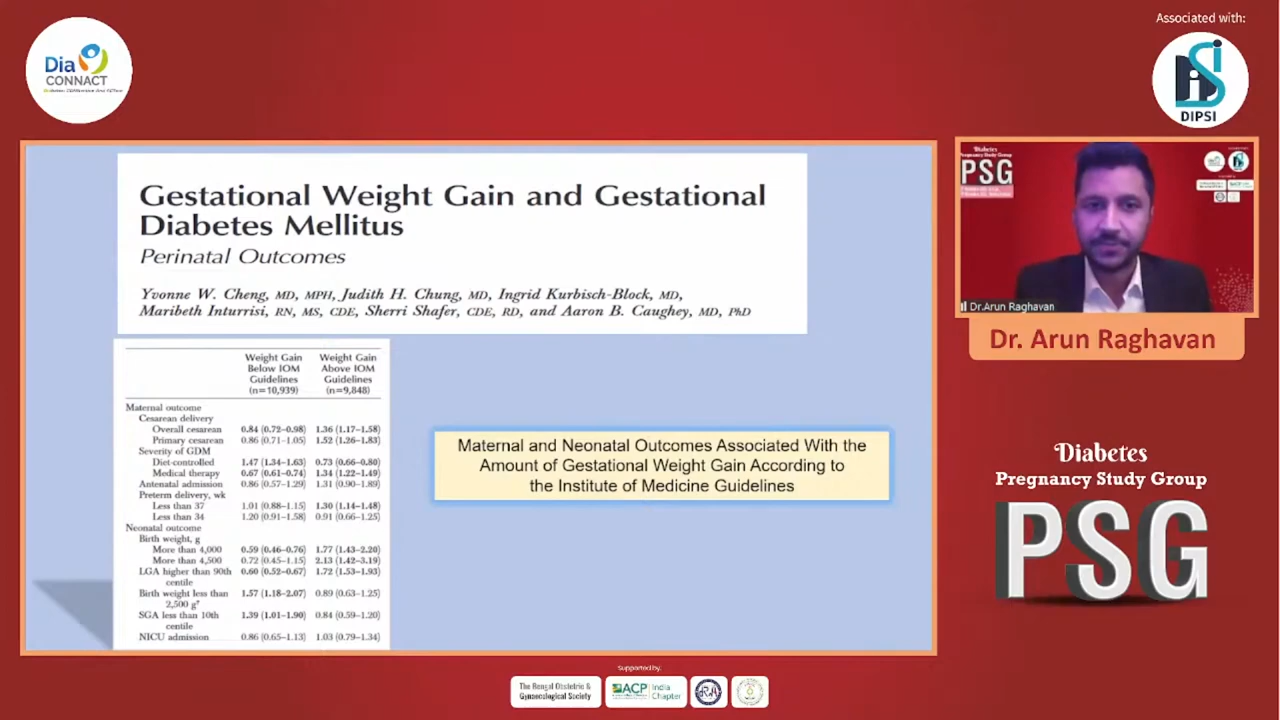 Associated with:
Dia
CONNACT
DIPSI
Gestational Weight Gain and Gestational
Diabetes Mellitus
Perinatal Outcomes
Yvonne W. Cheng, MD, MPH, Judith H. Chung, MD, Ingrid Kurbisch-Block, MD,
Maribeth Inturrisi, RN, MS, CDE, Sherri Shafer, CDE, RD, and Aaron B. Caughey, MD, PhD
Weight Gain Weight Gain
Below IOM Above IOM
Guidelines Guidelines
(n=10,939) (n=9,848)
Maternal outcome
Cesarean delivery
Overall cesarean 0.84 (0.72–0.98) 1.36 (1.17–1.58)
Primary cesarean 0.86 (0.71–1.05) 1.52 (1.26–1.83)
Severity of GDM
Diet-controlled 1.47 (1.34–1.63) 0.73 (0.66–0.80)
Medical therapy 0.67 (0.61–0.74) 1.34 (1.22–1.49)
Antenatal admission 0.86 (0.57–1.29) 1.31 (0.90–1.89)
Preterm delivery, wk
Less than 37 1.01 (0.88–1.15) 1.30 (1.14–1.48)
Less than 34 1.20 (0.91–1.58) 0.91 (0.66–1.25)
Neonatal outcome
Birth weight, g
More than 4,000 0.59 (0.46–0.76) 1.77 (1.43–2.20)
More than 4,500 0.72 (0.45–1.15) 2.13 (1.42–3.19)
LGA higher than 90th 0.60 (0.52–0.67) 1.72 (1.53–1.93)
centile
Birth weight less than 1.57 (1.18–2.07) 0.89 (0.63–1.25)
2,500 g†
SGA less than 10th 1.39 (1.01–1.90) 0.84 (0.59–1.20)
centile
NICU admission 0.86 (0.65–1.13) 1.03 (0.79–1.34)
Maternal and Neonatal Outcomes Associated With the
Amount of Gestational Weight Gain According to
the Institute of Medicine Guidelines
Diabetes
Pregnancy Study Group
PSG
Dr.Arun Raghavan
Dr. Arun Raghavan
Diabetes
Pregnancy Study Group
PSG
Supported by:
The Bengal Obstetric &
Gynaecological Society
ACP India
Chapter